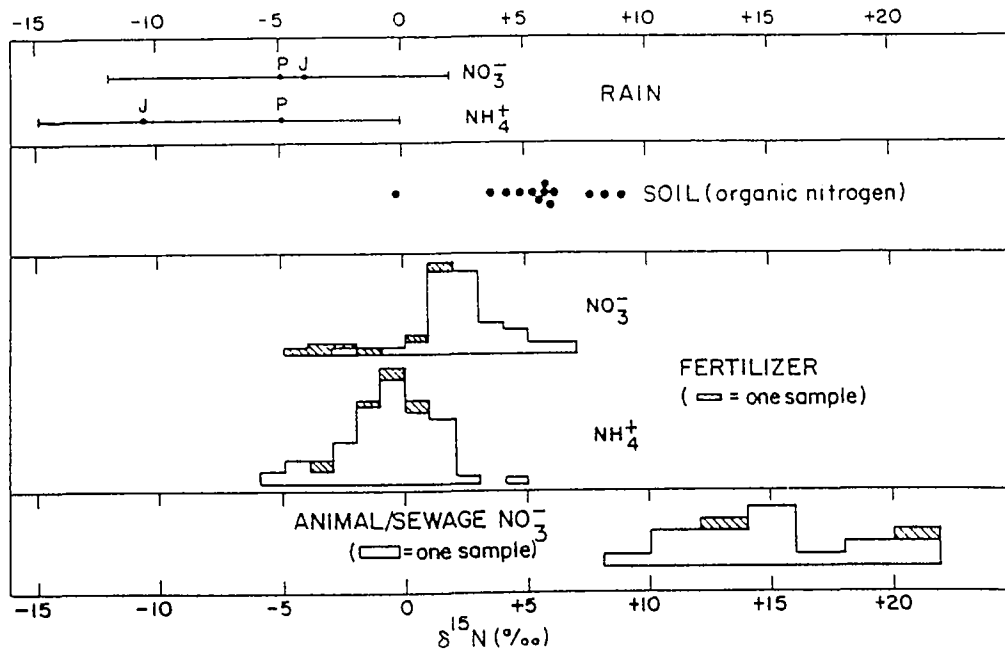 -15 -10 -5 0 +5 +10 +15 +20
P J NO₃⁻
RAIN
J P NH₄⁺
SOIL (organic nitrogen)
NO₃⁻
FERTILIZER
( = one sample)
NH₄⁺
ANIMAL/SEWAGE NO₃⁻
( = one sample)
-15 -10 -5 0 +5 +10 +15 +20
δ¹⁵N (‰)